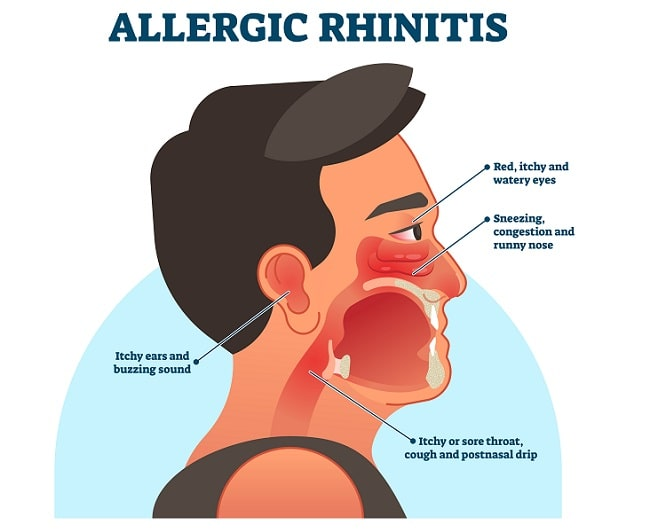 ALLERGIC RHINITIS
Red, itchy and
watery eyes
Sneezing,
congestion and
runny nose
Itchy ears and
buzzing sound
Itchy or sore throat,
cough and postnasal drip